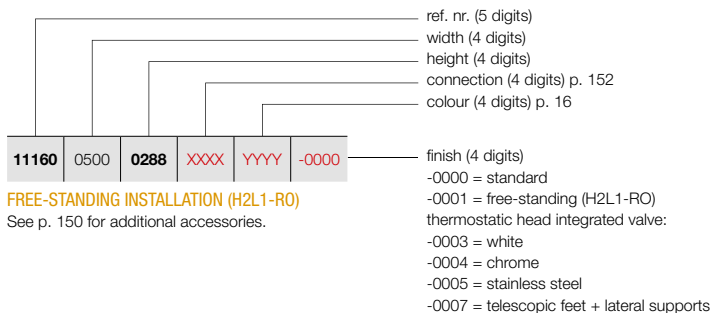 ref. nr. (5 digits)
width (4 digits)
height (4 digits)
connection (4 digits) p. 152
colour (4 digits) p. 16
11160 0500 0288 XXXX YYYY -0000
finish (4 digits)
-0000 = standard
-0001 = free-standing (H2L1-RO)
thermostatic head integrated valve:
-0003 = white
-0004 = chrome
-0005 = stainless steel
-0007 = telescopic feet + lateral supports
FREE-STANDING INSTALLATION (H2L1-RO)
See p. 150 for additional accessories.